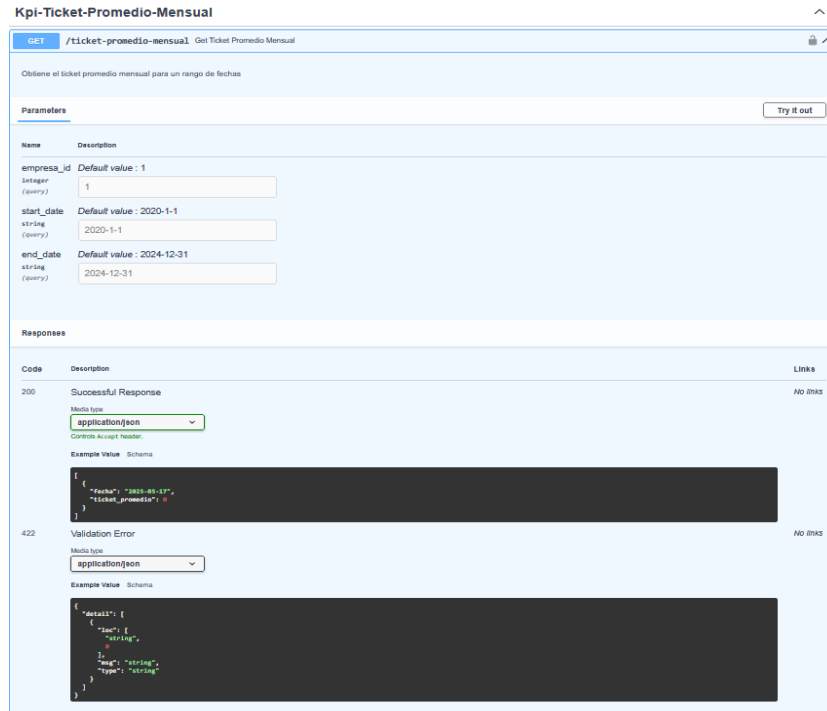 Kpi-Ticket-Promedio-Mensual
GET /ticket-promedio-mensual Get Ticket Promedio Mensual
Obtiene el ticket promedio mensual para un rango de fechas
Parameters
Try it out
Name Description
empresa_id Default value : 1
integer
(query)
1
start_date Default value : 2020-1-1
string
(query)
2020-1-1
end_date Default value : 2024-12-31
string
(query)
2024-12-31
Responses
Code Description Links
200 Successful Response No links
Media type
application/json
Controls Accept header.
Example Value Schema
[
{
"fecha": "2025-05-17",
"ticket_promedio": 0
}
]
422 Validation Error No links
Media type
application/json
Example Value Schema
{
"detail": [
{
"loc": [
"string",
0
],
"msg": "string",
"type": "string"
}
]
}